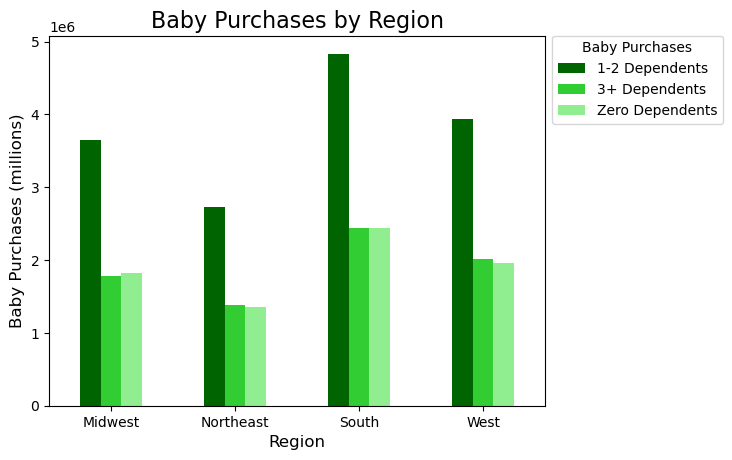 Baby Purchases by Region
1e6
Baby Purchases (millions)
5
4
3
2
1
0
Midwest
Northeast
South
West
Region
Baby Purchases
1-2 Dependents
3+ Dependents
Zero Dependents